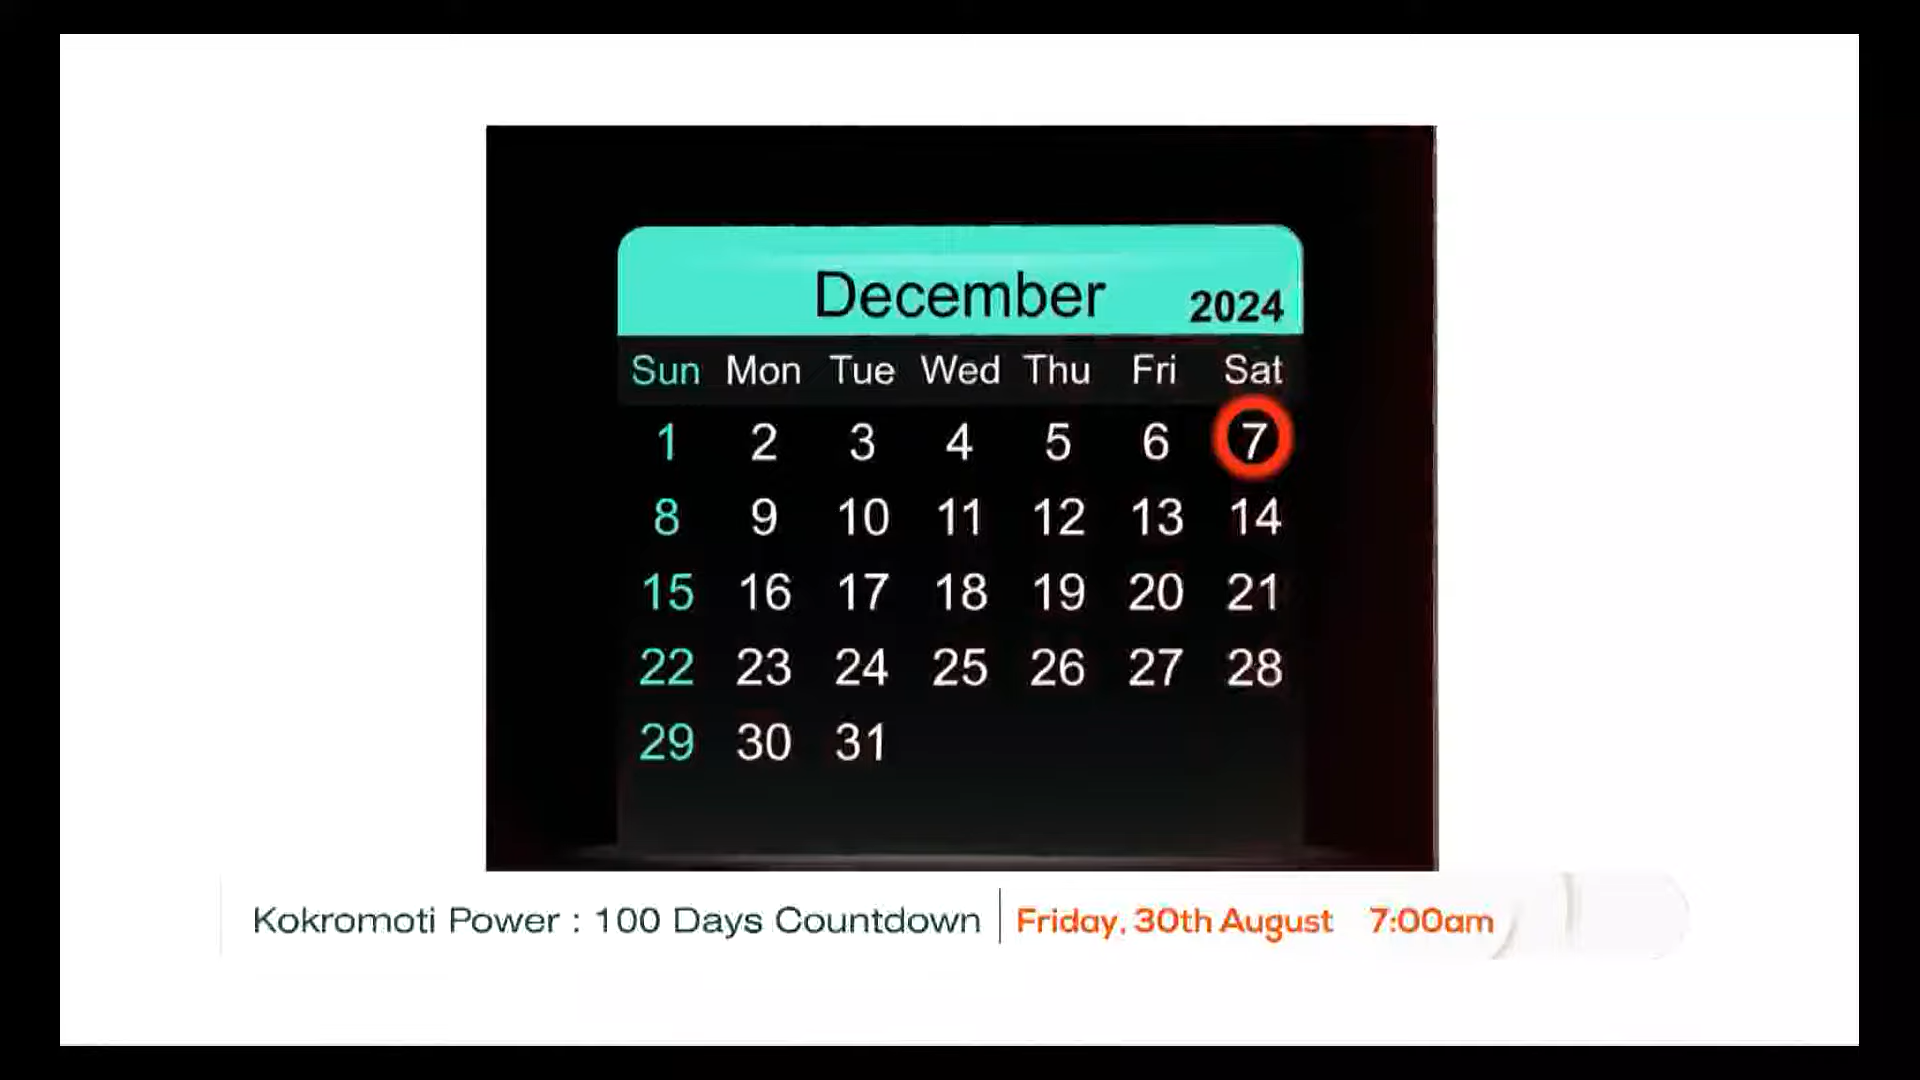 December 2024
Sun Mon Tue Wed Thu Fri Sat
1 2 3 4 5 6 7
8 9 10 11 12 13 14
15 16 17 18 19 20 21
22 23 24 25 26 27 28
29 30 31
Kokromoti Power : 100 Days Countdown Friday, 30th August 7:00am